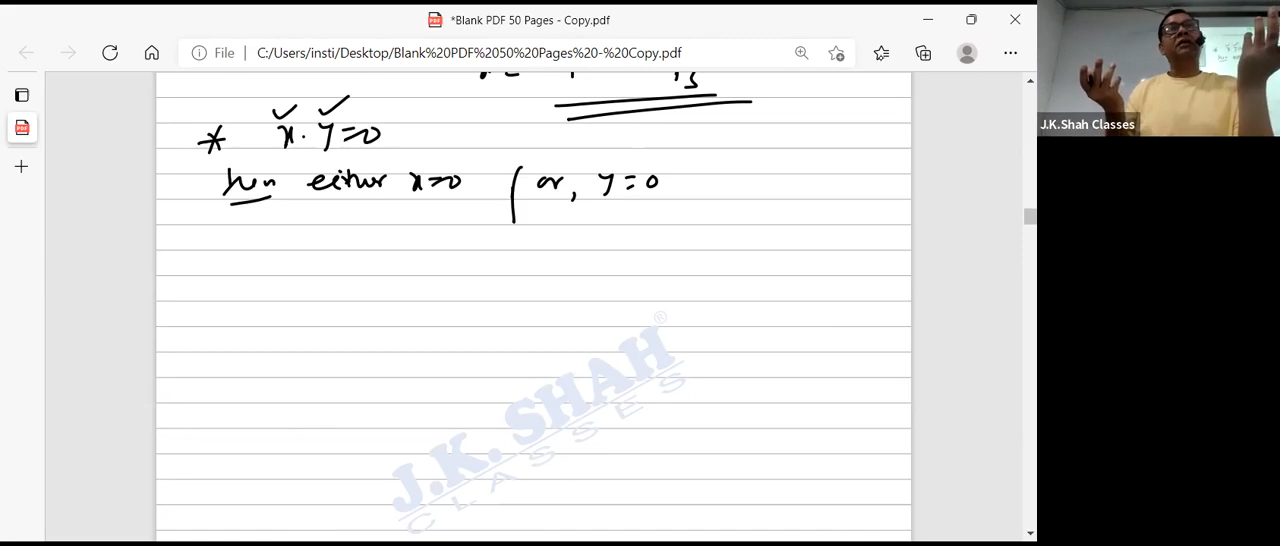 *Blank PDF 50 Pages - Copy.pdf
File
C:/Users/insti/Desktop/Blank%20PDF%2050%20Pages%20-%20Copy.pdf
J.K.Shah Classes
* x . y = 0
then either x = 0 or, y = 0
J.K. SHAH ®
CLASSES